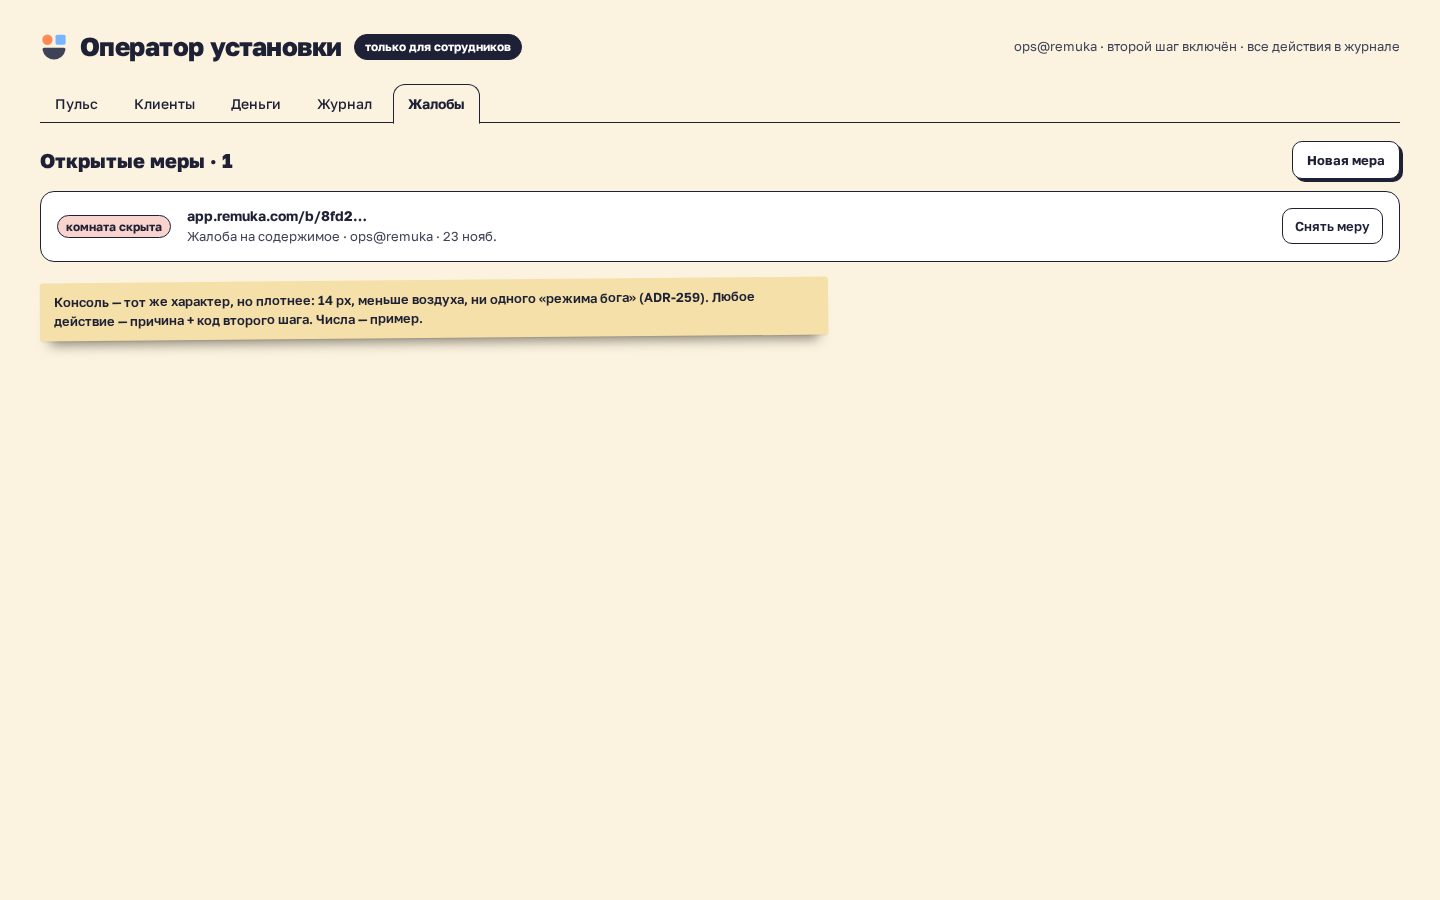 Оператор установки
только для сотрудников
ops@remuka · второй шаг включён · все действия в журнале
Пульс
Клиенты
Деньги
Журнал
Жалобы
Открытые меры · 1
Новая мера
комната скрыта
app.remuka.com/b/8fd2…
Жалоба на содержимое · ops@remuka · 23 нояб.
Снять меру
Консоль — тот же характер, но плотнее: 14 px, меньше воздуха, ни одного «режима бога» (ADR-259). Любое
действие — причина + код второго шага. Числа — пример.